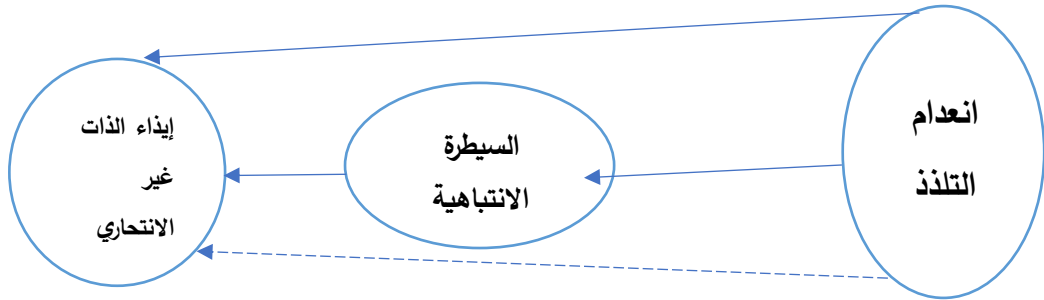 انعدام
التلذذ
السيطرة
الانتباهية
إيذاء الذات
غير
الانتحاري